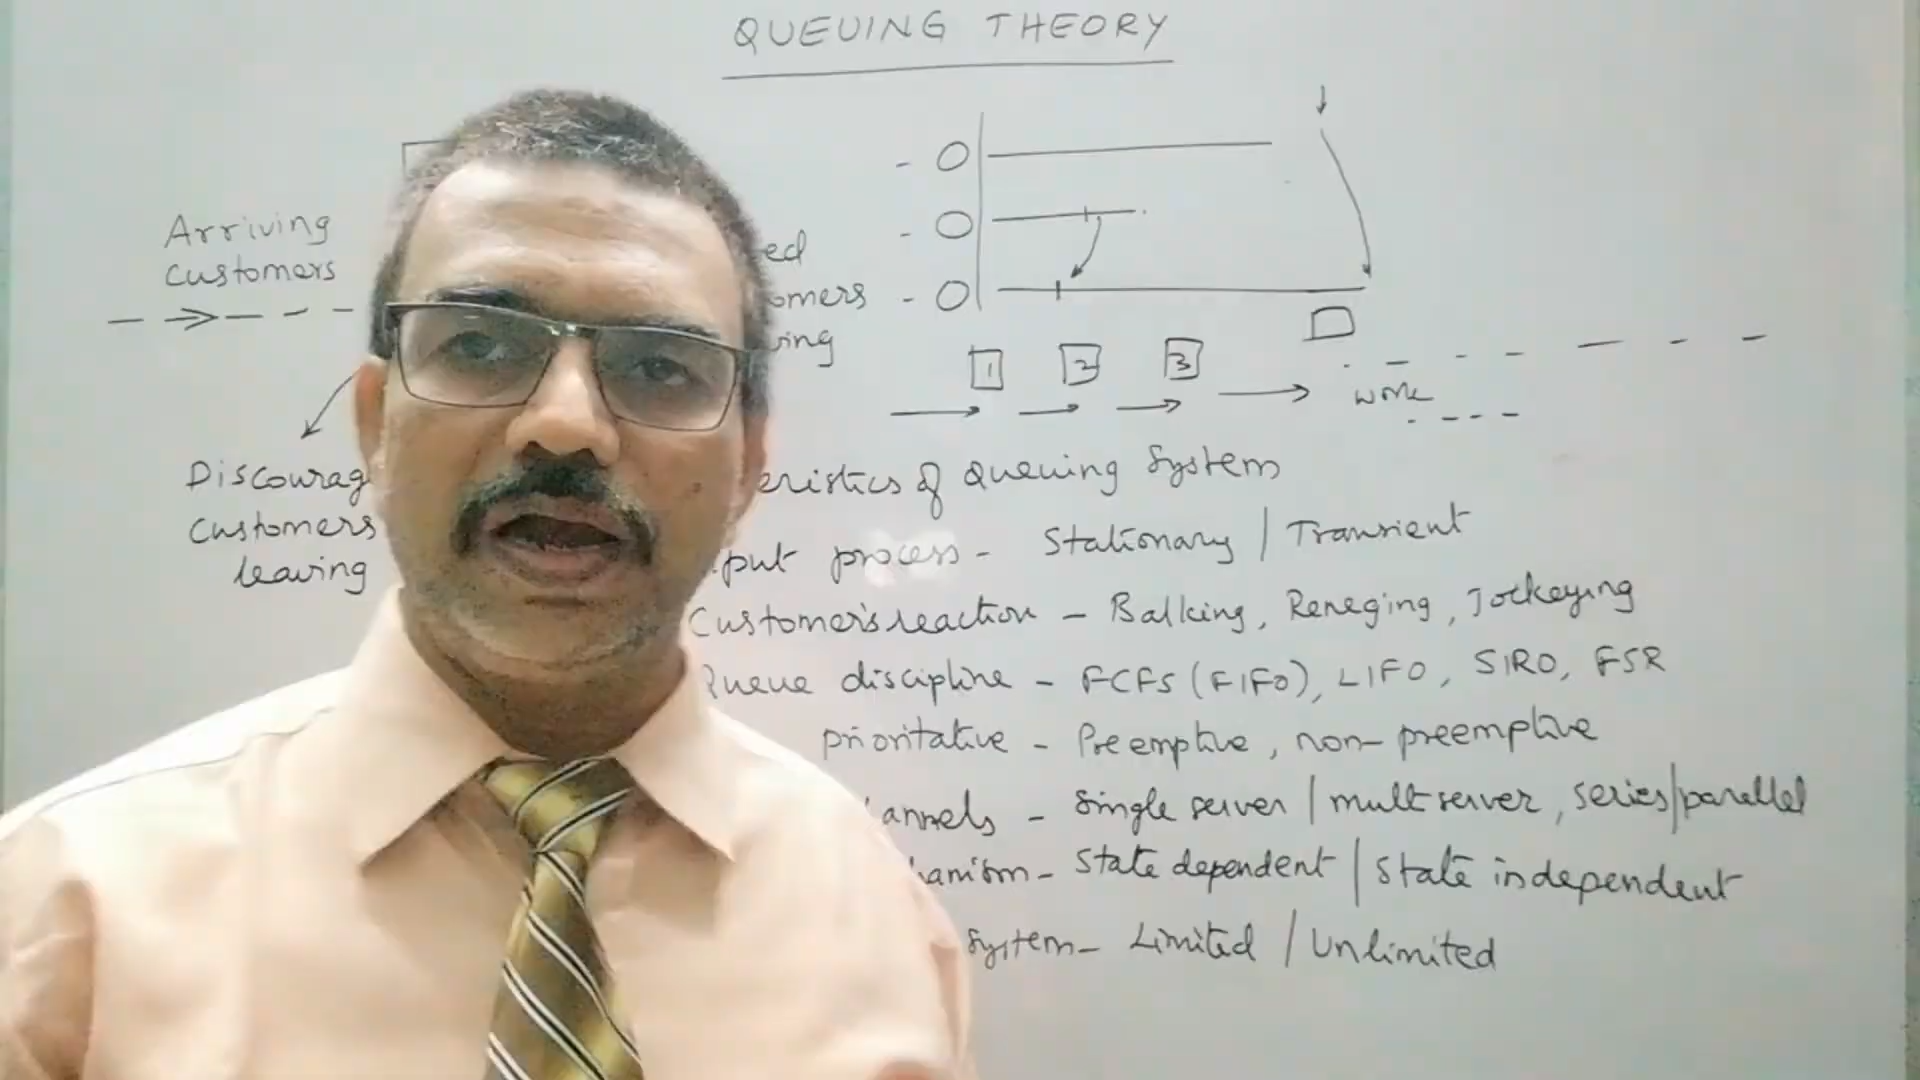 QUEUING THEORY
Arriving
customers
ed
omers
ing
1 2 3
work
Discourag
Customers
leaving
eristics of Queuing System
put process - Stationary / Transient
Customer's reaction - Balking, Reneging, Jockeying
Queue discipline - FCFS (FIFO), LIFO, SIRO, FSR
prioritative - Preemptive, non-preemptive
annels - Single server / multi server, series/parallel
hanism - State dependent / State independent
System - Limited / Unlimited